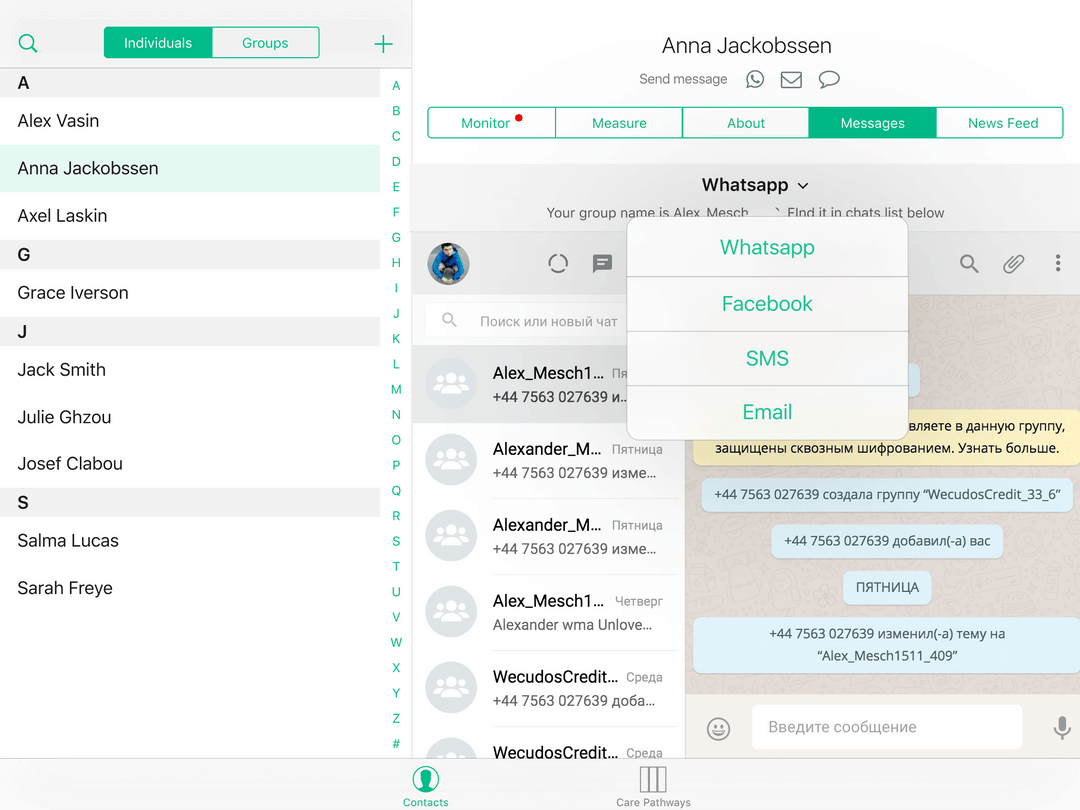 Individuals
Groups
A
Alex Vasin
Anna Jackobssen
Axel Laskin
G
Grace Iverson
J
Jack Smith
Julie Ghzou
Josef Clabou
S
Salma Lucas
Sarah Freye
A
B
C
D
E
F
G
H
I
J
K
L
M
N
O
P
Q
R
S
T
U
V
W
X
Y
Z
#
Anna Jackobssen
Send message
Monitor
Measure
About
Messages
News Feed
Whatsapp
Your group name is Alex_Mesch FInd it in chats list below
Whatsapp
Facebook
SMS
Email
Поиск или новый чат
Alex_Mesch1...
+44 7563 027639 и...
Alexander_M... Пятница
+44 7563 027639 изме...
Alexander_M... Пятница
+44 7563 027639 изме...
Alex_Mesch1... Четверг
Alexander wma Unlove...
WecudosCredit... Среда
+44 7563 027639 доба...
WecudosCredit... Среда
вляете в данную группу,
защищены сквозным шифрованием. Узнать больше.
+44 7563 027639 создала группу “WecudosCredit_33_6”
+44 7563 027639 добавил(-а) вас
ПЯТНИЦА
+44 7563 027639 изменил(-а) тему на
“Alex_Mesch1511_409”
Введите сообщение
Contacts
Care Pathways